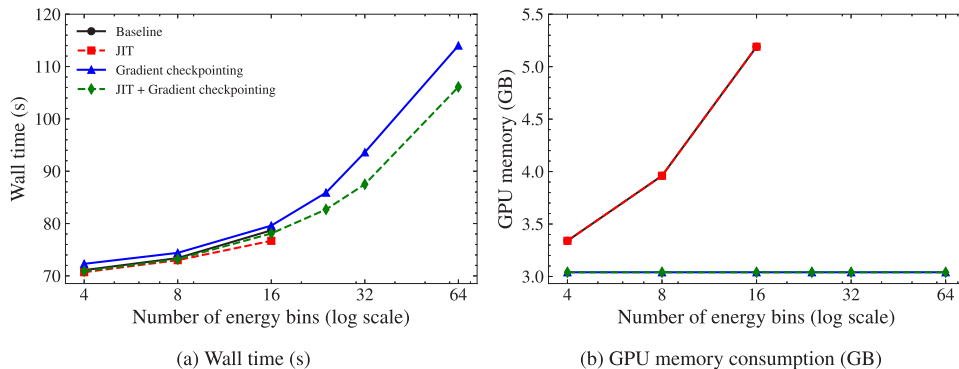 120
110
100
90
80
70
Wall time (s)
Baseline
JIT
Gradient checkpointing
JIT + Gradient checkpointing
4 8 16 32 64
Number of energy bins (log scale)
(a) Wall time (s)
5.5
5.0
4.5
4.0
3.5
3.0
GPU memory (GB)
4 8 16 32 64
Number of energy bins (log scale)
(b) GPU memory consumption (GB)